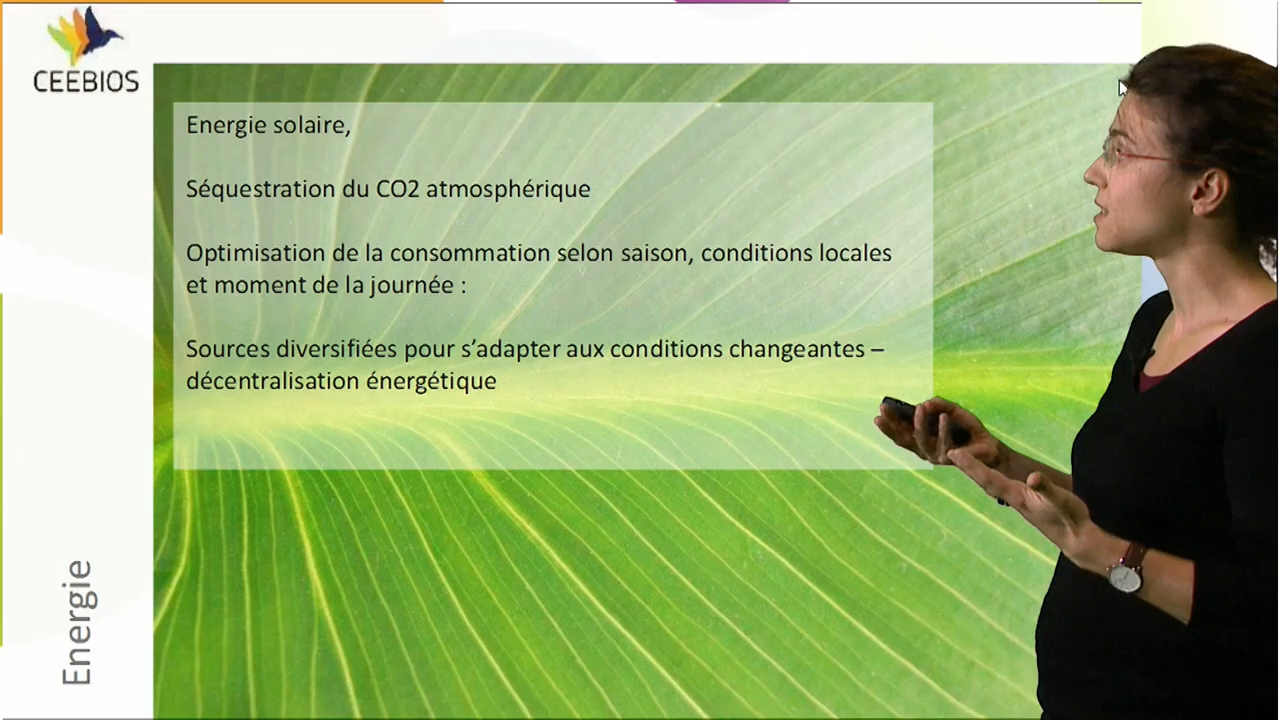 CEEBIOS
Energie solaire,
Séquestration du CO2 atmosphérique
Optimisation de la consommation selon saison, conditions locales
et moment de la journée :
Sources diversifiées pour s’adapter aux conditions changeantes –
décentralisation énergétique
Energie